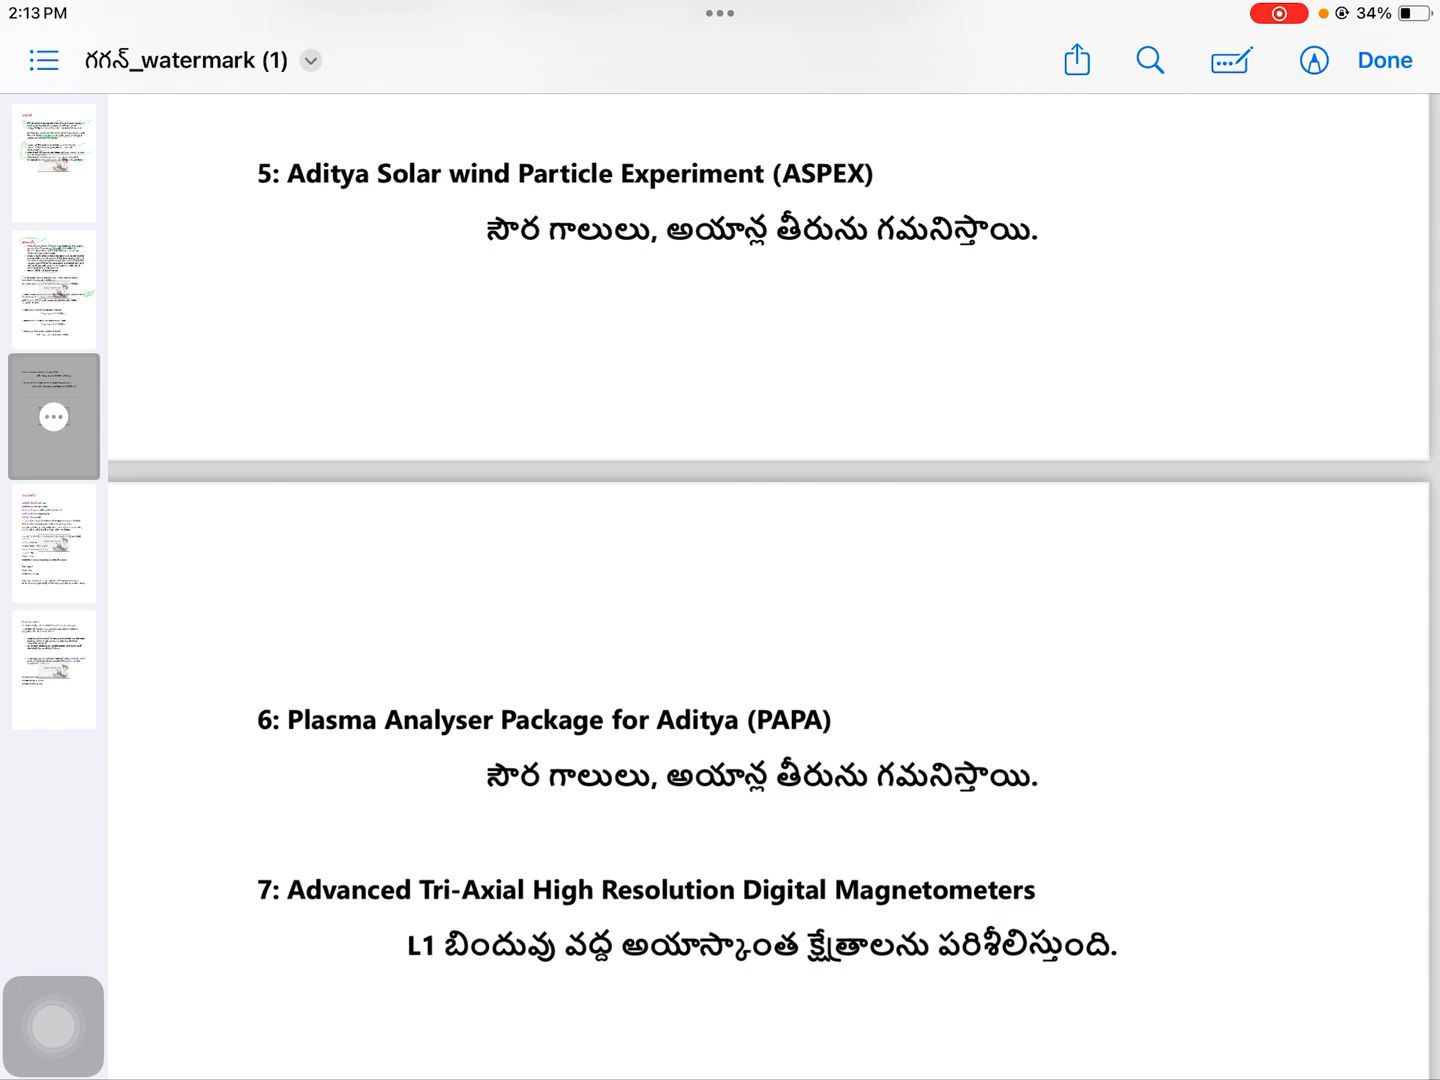 2:13 PM
34%
గగన్_watermark (1)
Done
5: Aditya Solar wind Particle Experiment (ASPEX)
సౌర గాలులు, అయాన్ల తీరును గమనిస్తాయి.
6: Plasma Analyser Package for Aditya (PAPA)
సౌర గాలులు, అయాన్ల తీరును గమనిస్తాయి.
7: Advanced Tri-Axial High Resolution Digital Magnetometers
L1 బిందువు వద్ద అయాస్కాంత క్షేత్రాలను పరిశీలిస్తుంది.